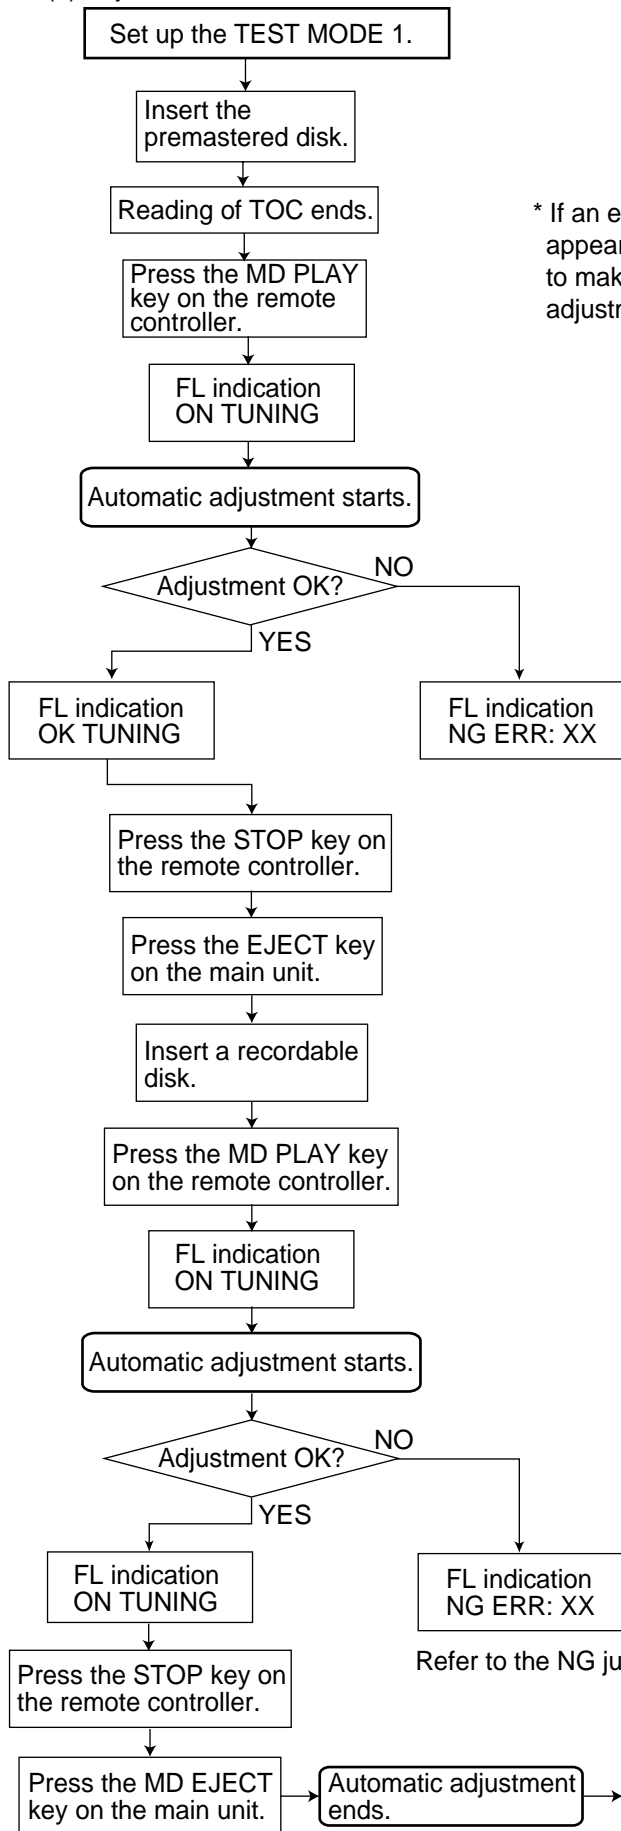 Set up the TEST MODE 1.
Insert the
premastered disk.
Reading of TOC ends.
* If an
appear
to
Press the MD PLAY
key on the remote
controller.
FL indication
ON TUNING
Automatic adjustment starts.
Adjustment OK?
NO
YES
FL indication
OK TUNING
FL indication
NG ERR: XX
Press the STOP key on
the remote controller.
Press the EJECT key
on the main unit.
Insert a recordable
disk.
Press the MD PLAY key
on the remote controller.
FL indication
ON TUNING
Automatic adjustment starts.
Adjustment OK?
NO
YES
FL indication
ON TUNING
FL indication
NG ERR: XX
Refer to the NG ju
Press the STOP key on
the remote controller.
Press the MD EJECT
key on the main unit.
Automatic adjustment
ends.